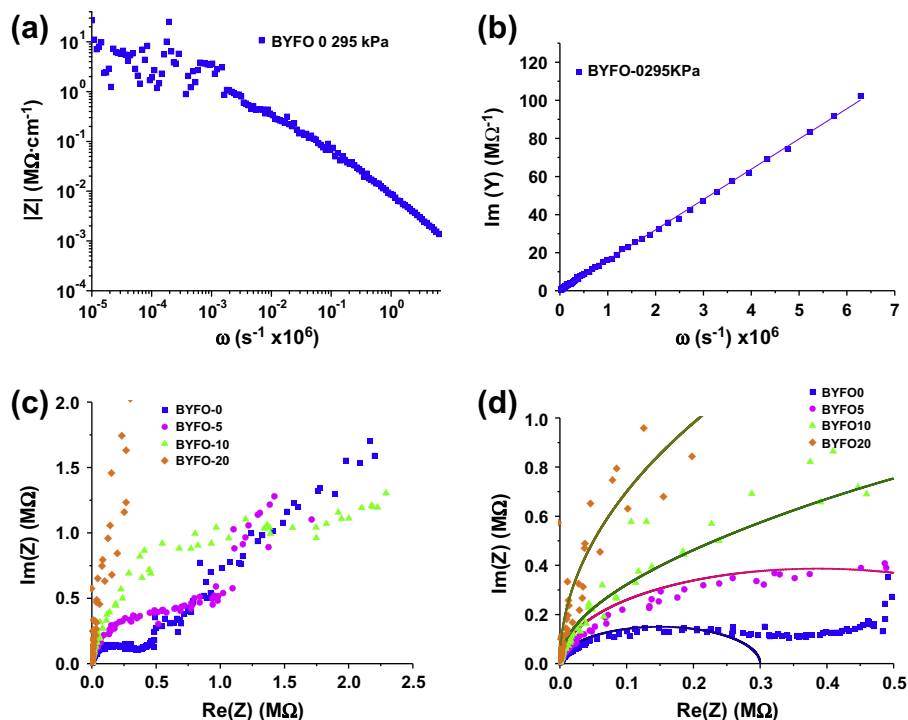 (a)
BYFO 0 295 kPa
|Z| (MΩ·cm⁻¹)
10¹
10⁰
10⁻¹
10⁻²
10⁻³
10⁻⁴
10⁻⁵ 10⁻⁴ 10⁻³ 10⁻² 10⁻¹ 10⁰
ω (s⁻¹ x10⁶)
(b)
BYFO-0295KPa
Im (Y) (MΩ⁻¹)
120
100
80
60
40
20
0
0 1 2 3 4 5 6 7
ω (s⁻¹) x10⁶
(c)
BYFO-0
BYFO-5
BYFO-10
BYFO-20
Im(Z) (MΩ)
2.0
1.5
1.0
0.5
0.0
0.0 0.5 1.0 1.5 2.0 2.5
Re(Z) (MΩ)
(d)
BYFO0
BYFO5
BYFO10
BYFO20
Im(Z) (MΩ)
1.0
0.8
0.6
0.4
0.2
0.0
0.0 0.1 0.2 0.3 0.4 0.5
Re(Z) (MΩ)